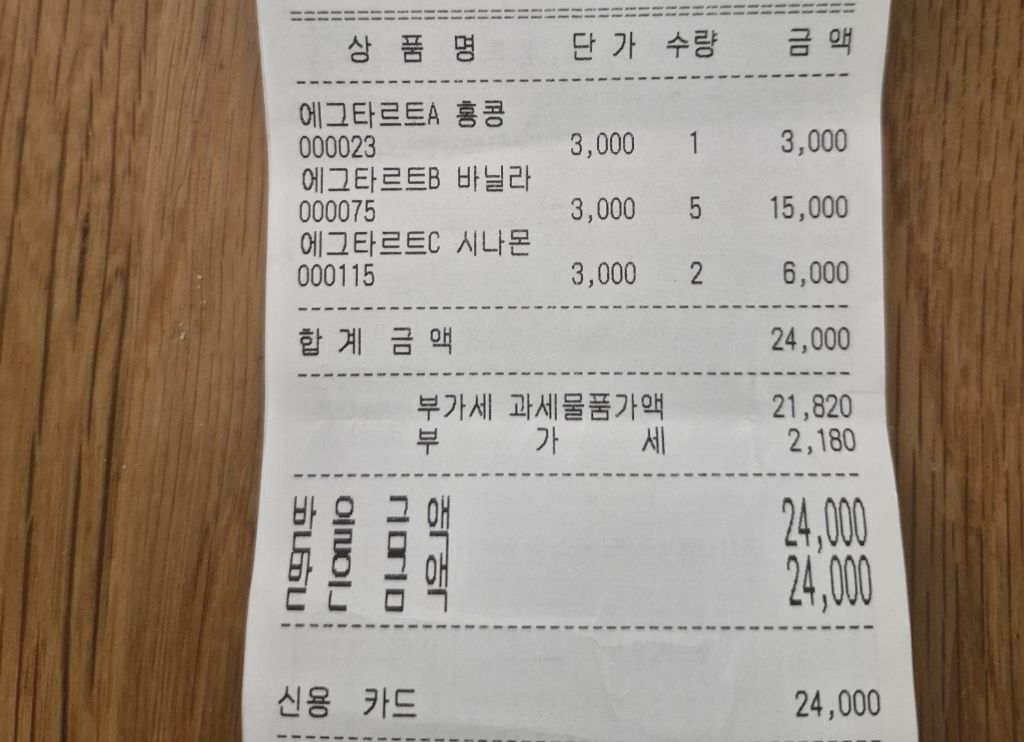 상 품 명 단 가 수량 금 액
에그타르트A 홍콩
000023 3,000 1 3,000
에그타르트B 바닐라
000075 3,000 5 15,000
에그타르트C 시나몬
000115 3,000 2 6,000
합 계 금 액 24,000
부가세 과세물품가액 21,820
부 가 세 2,180
받 을 금 액 24,000
받 은 금 액 24,000
신용 카드 24,000